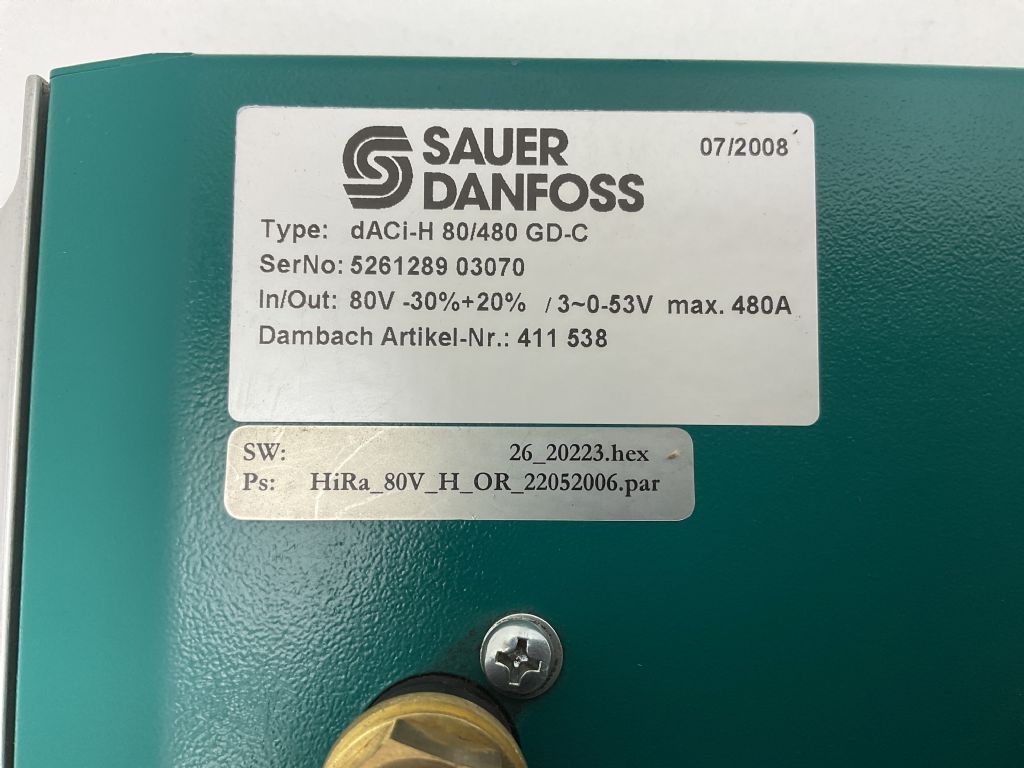 SAUER
DANFOSS
07/2008
Type: dACi-H 80/480 GD-C
SerNo: 5261289 03070
In/Out: 80V -30%+20% / 3~0-53V max. 480A
Dambach Artikel-Nr.: 411 538
SW: 26_20223.hex
Ps: HiRa_80V_H_OR_22052006.par